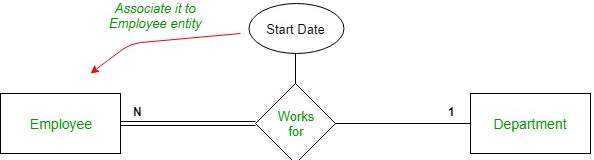 Associate it to
Employee entity
Start Date
Employee
N
Works
for
1
Department